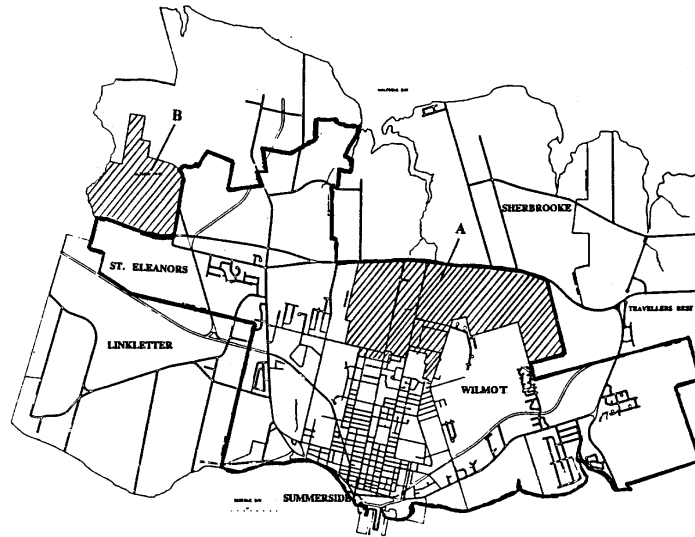 B
SHERBROOKE
A
ST. ELEANORS
TRAVELLERS REST
LINKLETTER
WILMOT
SUMMERSIDE